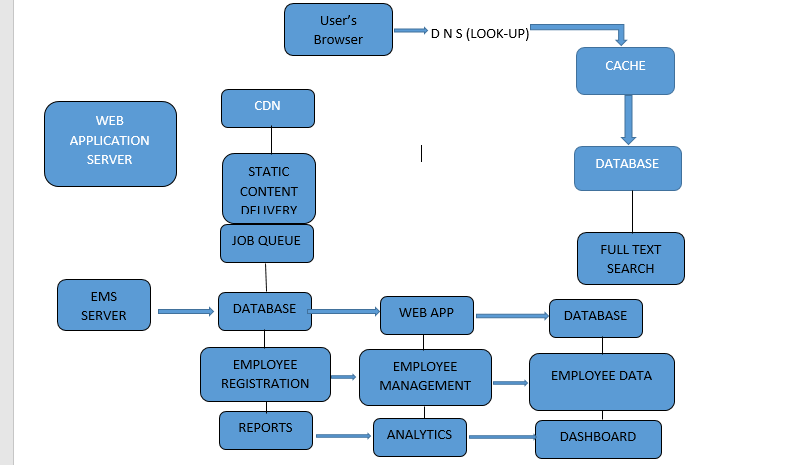 User's
Browser
D N S (LOOK-UP)
CACHE
CDN
WEB
APPLICATION
SERVER
STATIC
CONTENT
DELIVERY
DATABASE
JOB QUEUE
FULL TEXT
SEARCH
EMS
SERVER
DATABASE
WEB APP
DATABASE
EMPLOYEE
REGISTRATION
EMPLOYEE
MANAGEMENT
EMPLOYEE DATA
REPORTS
ANALYTICS
DASHBOARD